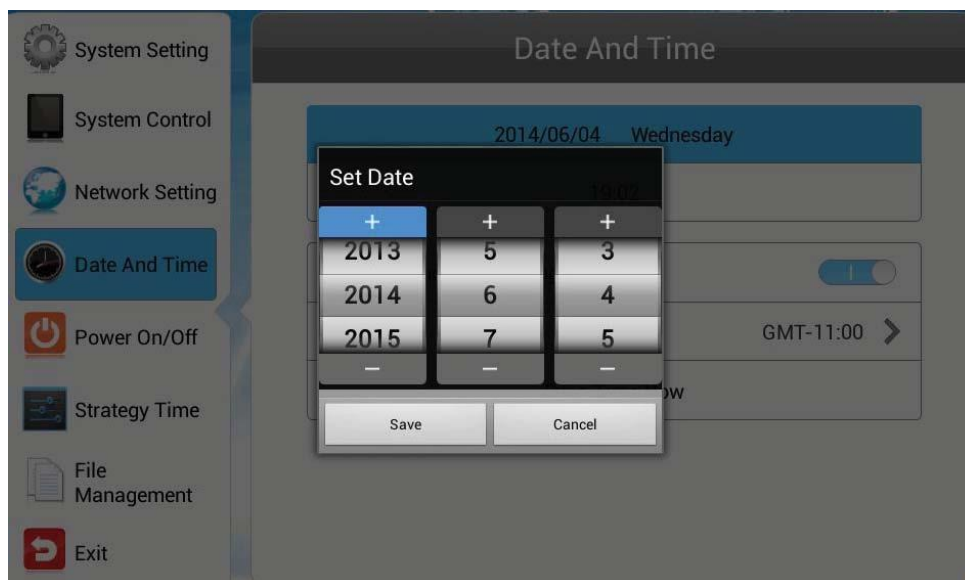 Date And Time
System Setting
System Control
Network Setting
Date And Time
Power On/Off
Strategy Time
File
Management
Exit
2014/06/04 Wednesday
19:02
Set Date
+ + +
2013 5 3
2014 6 4
2015 7 5
− − −
Save Cancel
GMT-11:00